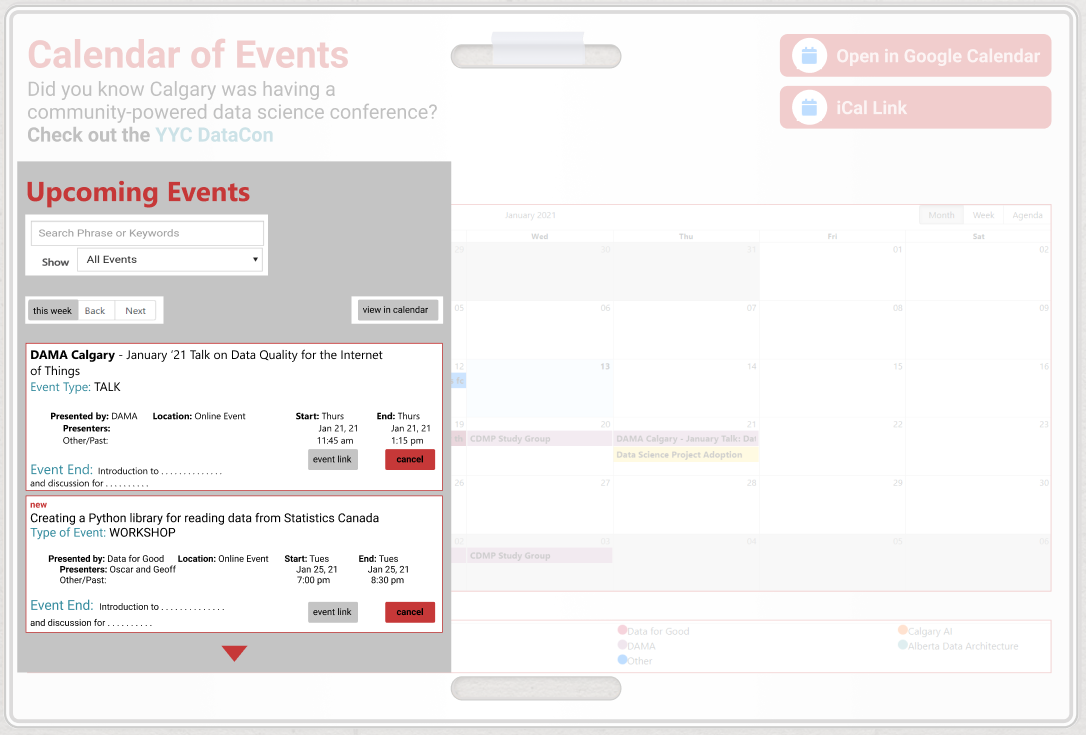 Calendar of Events
Did you know Calgary was having a
community-powered data science conference?
Check out the YYC DataCon
Open in Google Calendar
iCal Link
Upcoming Events
Search Phrase or Keywords
Show All Events
this week Back Next
view in calendar
DAMA Calgary - January '21 Talk on Data Quality for the Internet
of Things
Event Type: TALK
Presented by: DAMA Location: Online Event Start: Thurs End: Thurs
Presenters: Jan 21, 21 Jan 21, 21
Other/Past: 11:45 am 1:15 pm
event link cancel
Event End: Introduction to . . . . . . . . . . . . . .
and discussion for . . . . . . . . . .
new
Creating a Python library for reading data from Statistics Canada
Type of Event: WORKSHOP
Presented by: Data for Good Location: Online Event Start: Tues End: Tues
Presenters: Oscar and Geoff Jan 25, 21 Jan 25, 21
Other/Past: 7:00 pm 8:30 pm
Event End: Introduction to . . . . . . . . . . . . . .
event link cancel
and discussion for . . . . . . . . . .
January 2021
Month Week Agenda
Wed Thu Fri Sat
29 30 31 01 02
05 06 07 08 09
12 13 14 15 16
19 20 21 22 23
CDMP Study Group DAMA Calgary - January Talk: Dat
Data Science Project Adoption
26 27 28 29 30
02 03 04 05 06
CDMP Study Group
Data for Good Calgary AI
DAMA Alberta Data Architecture
Other